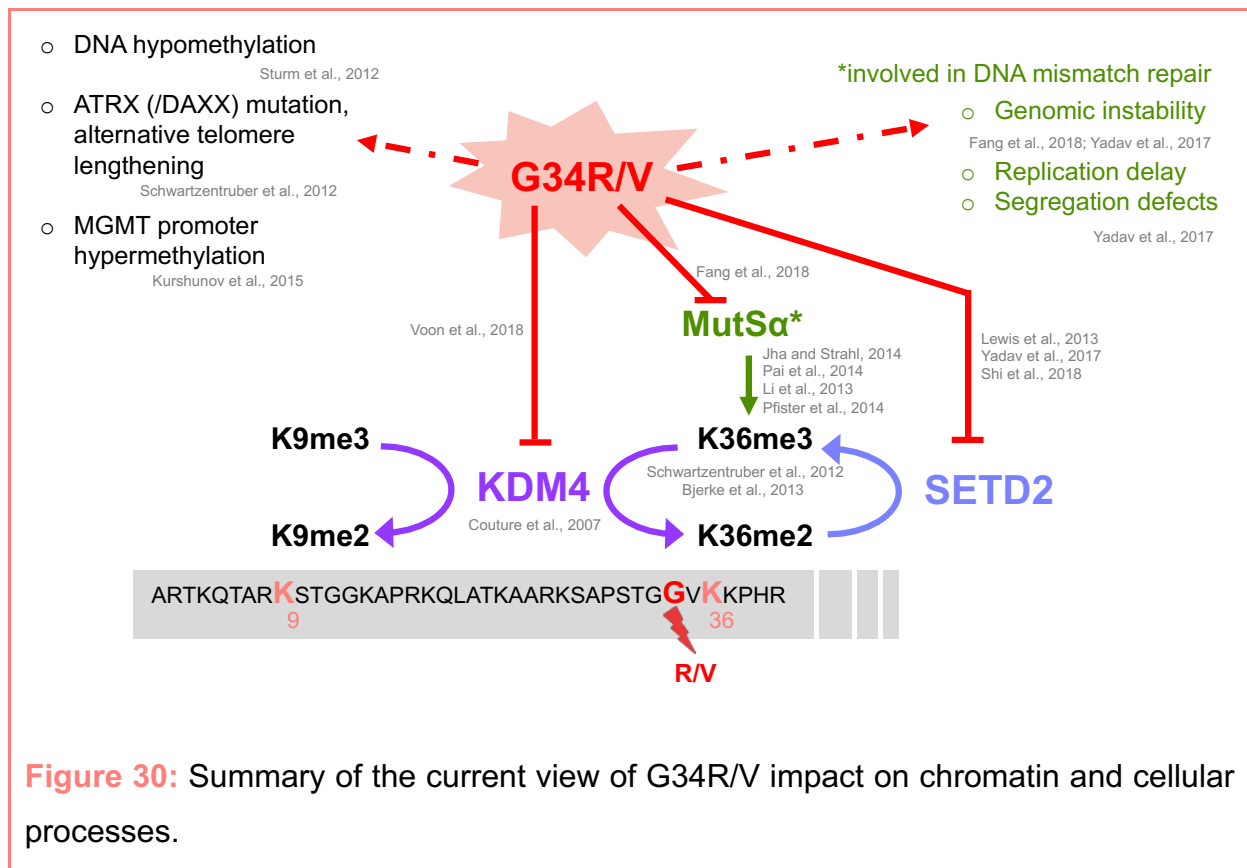 ○ DNA hypomethylation
Sturm et al., 2012
○ ATRX (/DAXX) mutation,
alternative telomere
lengthening
Schwartzentruber et al., 2012
○ MGMT promoter
hypermethylation
Kurshunov et al., 2015
G34R/V
*involved in DNA mismatch repair
○ Genomic instability
Fang et al., 2018; Yadav et al., 2017
○ Replication delay
○ Segregation defects
Yadav et al., 2017
Fang et al., 2018
Voon et al., 2018
MutSα*
Lewis et al., 2013
Yadav et al., 2017
Shi et al., 2018
Jha and Strahl, 2014
Pai et al., 2014
Li et al., 2013
Pfister et al., 2014
K9me3
K36me3
Schwartzentruber et al., 2012
Bjerke et al., 2013
KDM4
Couture et al., 2007
SETD2
K9me2
K36me2
ARTKQTARKSTGGKAPRKQLATKAARKSAPSTGGVKKPHR
9
36
R/V
Figure 30: Summary of the current view of G34R/V impact on chromatin and cellular
processes.